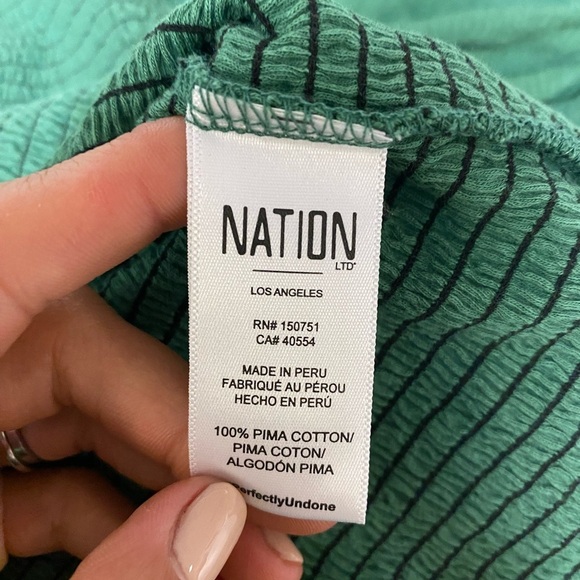 NATION
LTD
LOS ANGELES
RN# 150751
CA# 40554
MADE IN PERU
FABRIQUÉ AU PÉROU
HECHO EN PERÚ
100% PIMA COTTON/
PIMA COTON/
ALGODÓN PIMA
erfectlyUndone